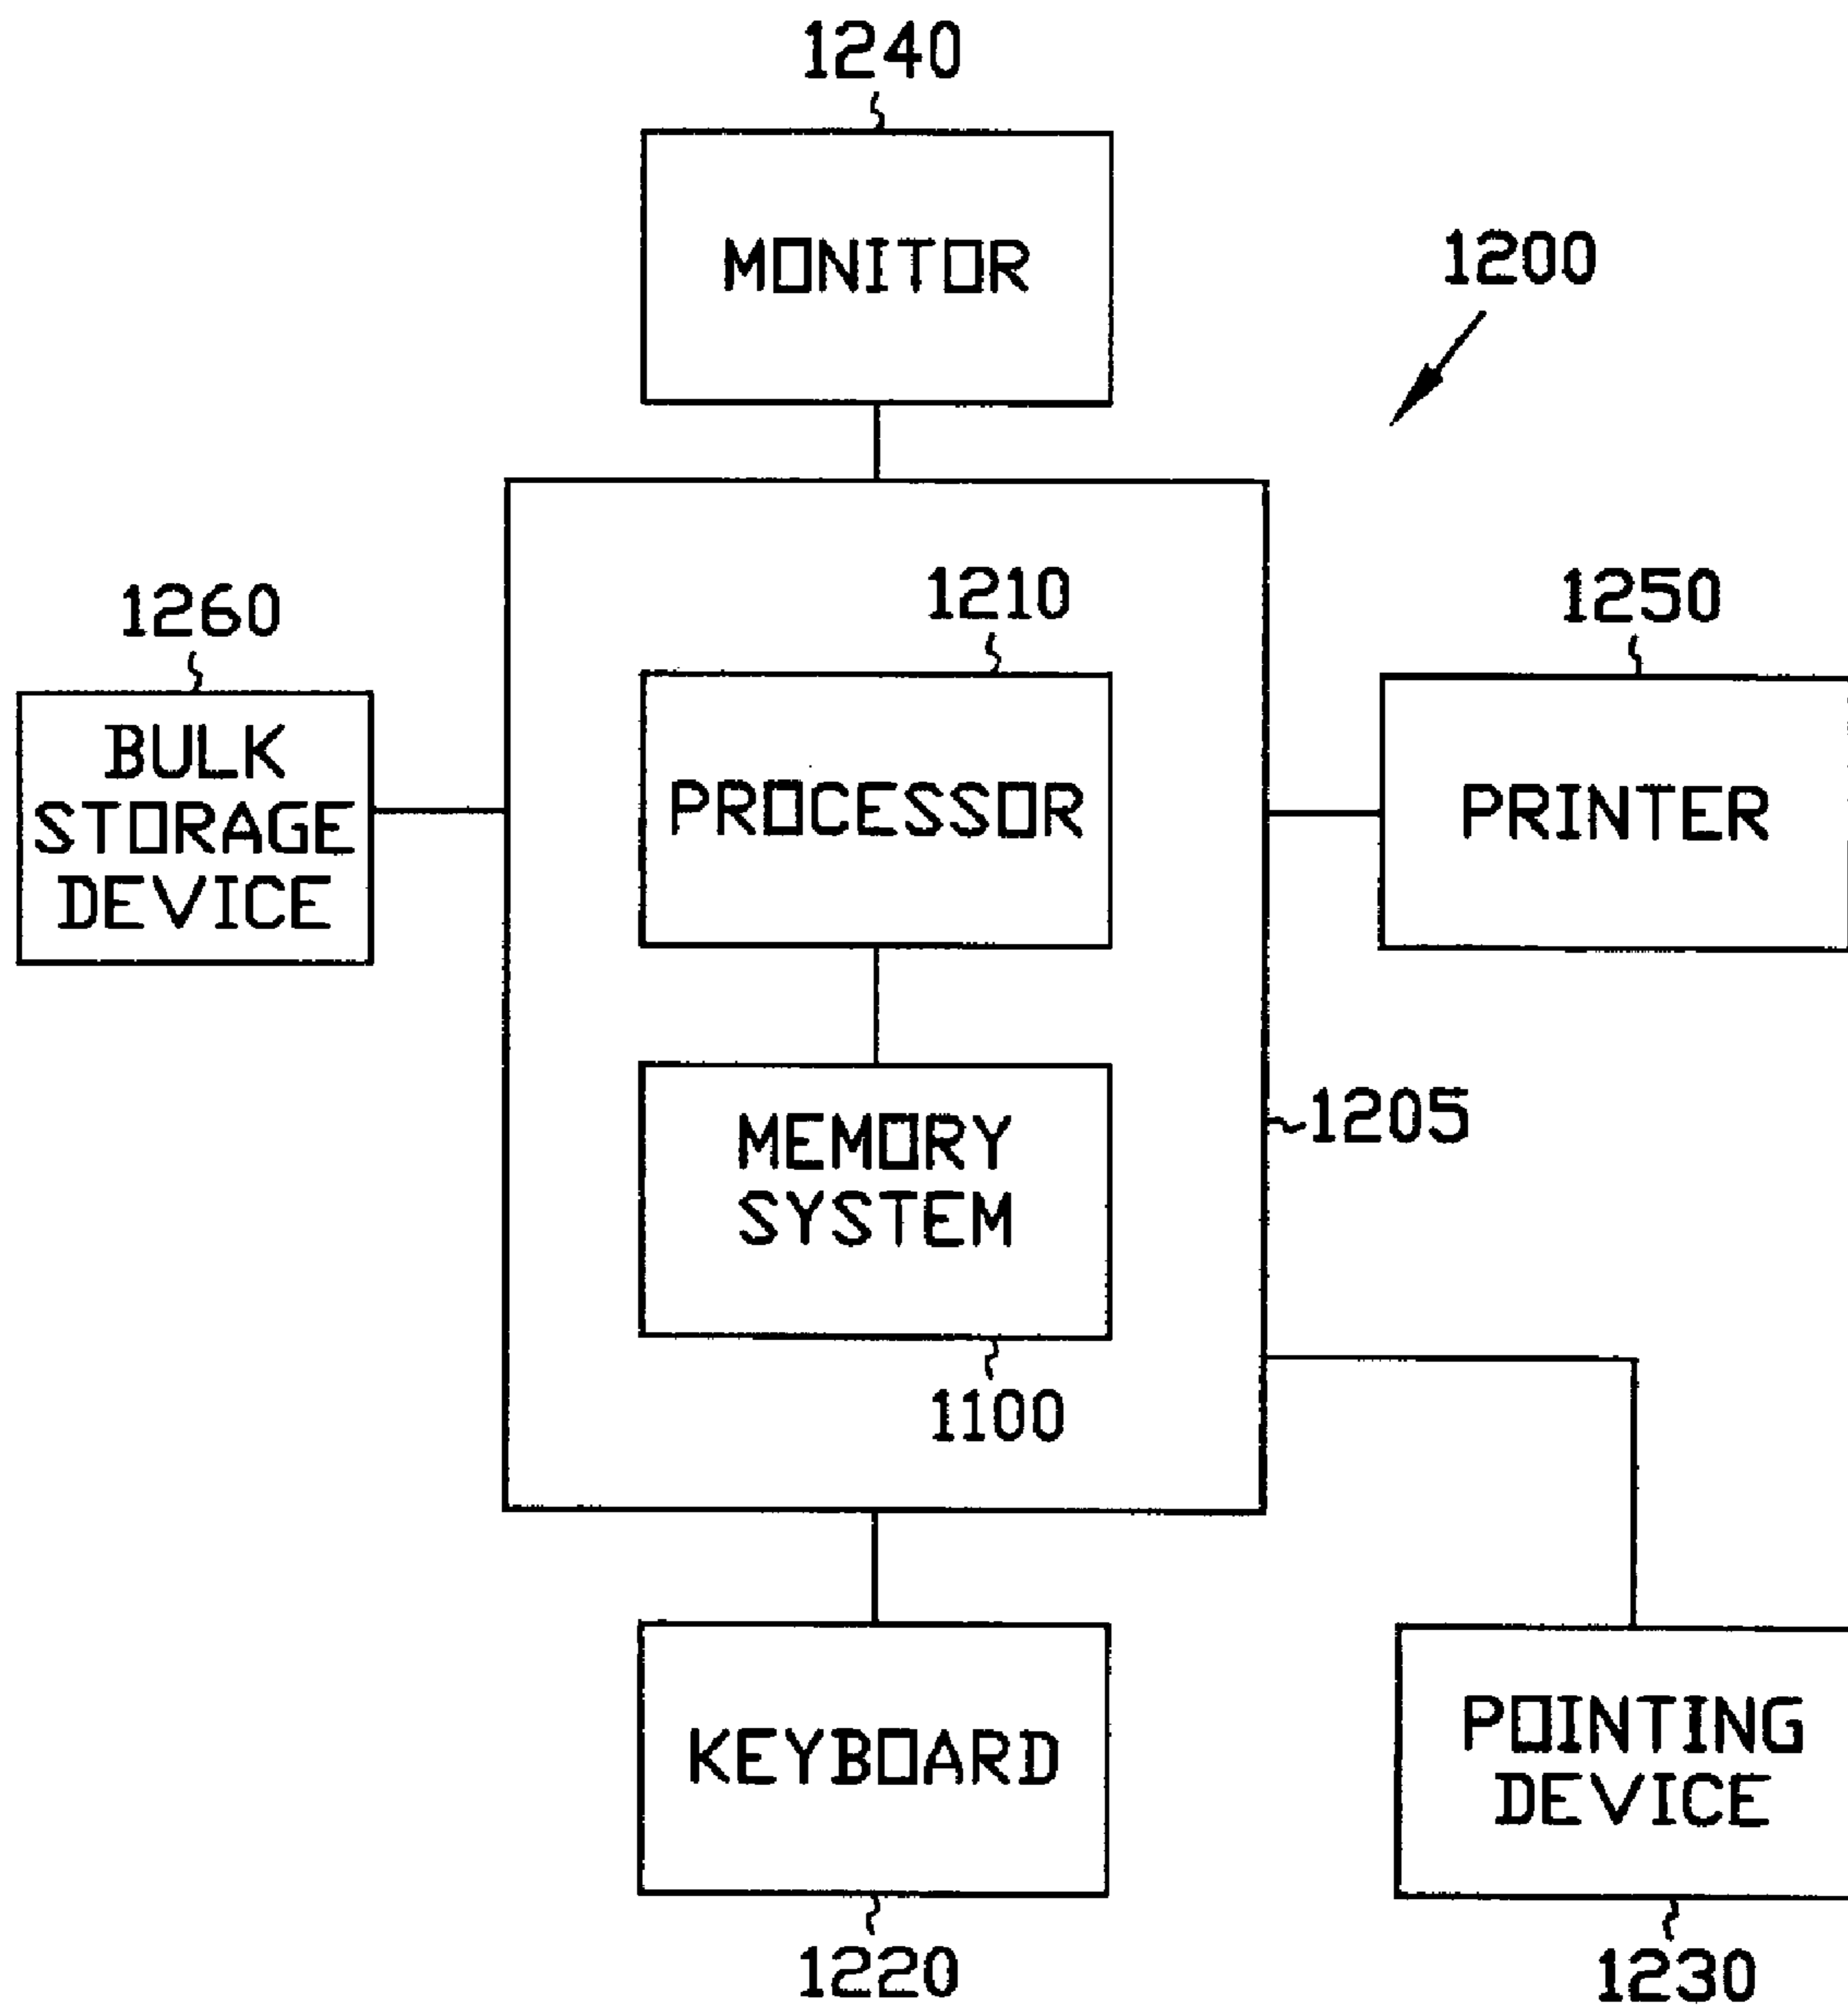 1240
MONITOR
1200
1260
BULK
STORAGE
DEVICE
1210
PROCESSOR
1250
PRINTER
MEMORY
SYSTEM
1205
1100
KEYBOARD
1220
POINTING
DEVICE
1230